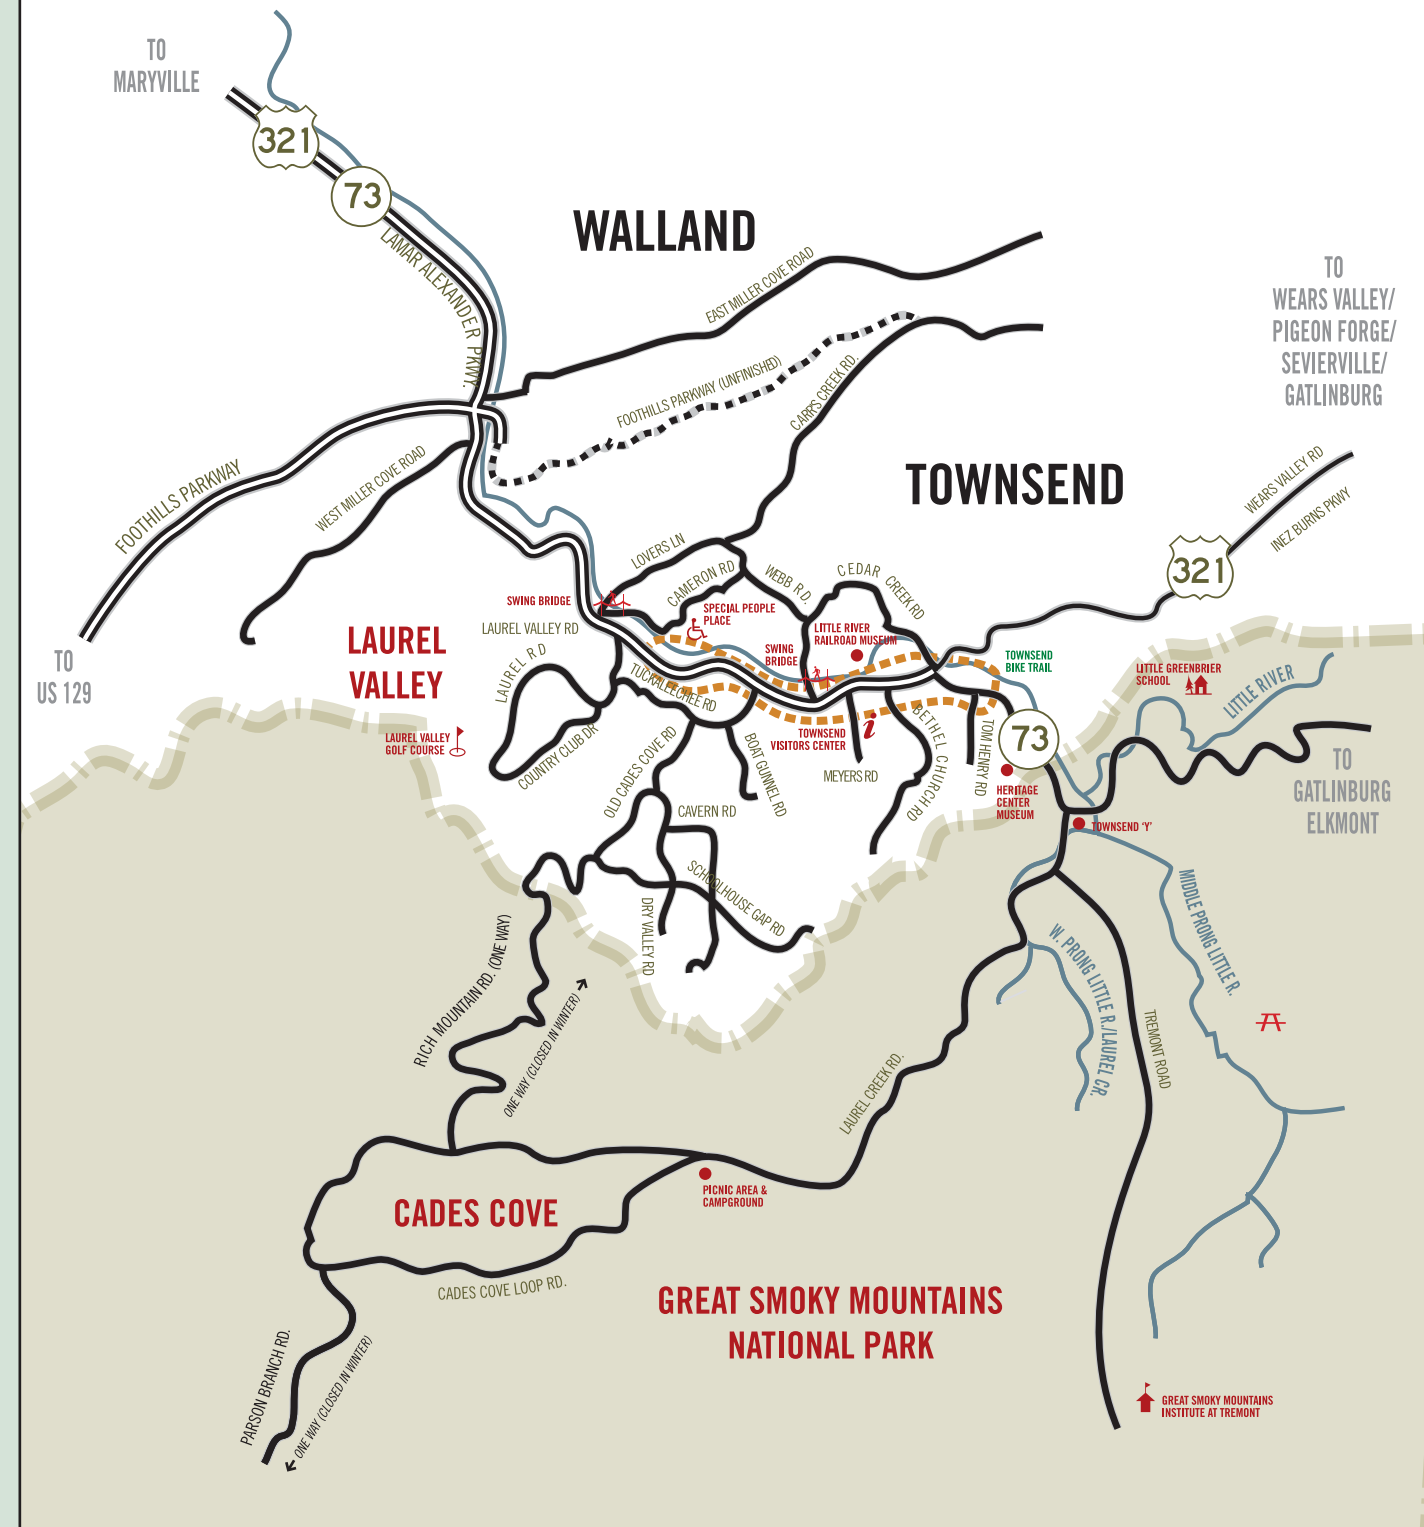 TO
MARYVILLE
321
73
LAMAR ALEXANDER PKWY.
WALLAND
EAST MILLER COVE ROAD
TO
WEARS VALLEY/
PIGEON FORGE/
SEVIERVILLE/
GATLINBURG
FOOTHILLS PARKWAY (UNFINISHED)
CARRS CREEK RD.
FOOTHILLS PARKWAY
WEST MILLER COVE ROAD
TOWNSEND
WEARS VALLEY RD
INEZ BURNS PKWY
321
LOVERS LN
CAMERON RD
WEBB RD.
CEDAR CREEK RD
SWING BRIDGE
SPECIAL PEOPLE
PLACE
LAUREL VALLEY RD
LITTLE RIVER
RAILROAD MUSEUM
SWING
BRIDGE
TOWNSEND
BIKE TRAIL
LITTLE GREENBRIER
SCHOOL
LITTLE RIVER
TO
US 129
LAUREL
VALLEY
LAUREL RD
TUCKALEECHEE RD
LAUREL VALLEY
GOLF COURSE
COUNTRY CLUB DR
OLD CADES COVE RD
BOAT GUNNEL RD
TOWNSEND
VISITORS CENTER
i
MEYERS RD
BETHEL CHURCH RD
TOM HENRY RD
73
HERITAGE
CENTER
MUSEUM
TOWNSEND 'Y'
TO
GATLINBURG
ELKMONT
CAVERN RD
SCHOOLHOUSE GAP RD
DRY VALLEY RD
RICH MOUNTAIN RD. (ONE WAY)
ONE WAY (CLOSED IN WINTER)
MIDDLE PRONG LITTLE R.
W. PRONG LITTLE R./LAUREL CR.
TREMONT ROAD
LAUREL CREEK RD.
PICNIC AREA &
CAMPGROUND
CADES COVE
CADES COVE LOOP RD.
GREAT SMOKY MOUNTAINS
NATIONAL PARK
PARSON BRANCH RD.
ONE WAY (CLOSED IN WINTER)
GREAT SMOKY MOUNTAINS
INSTITUTE AT TREMONT